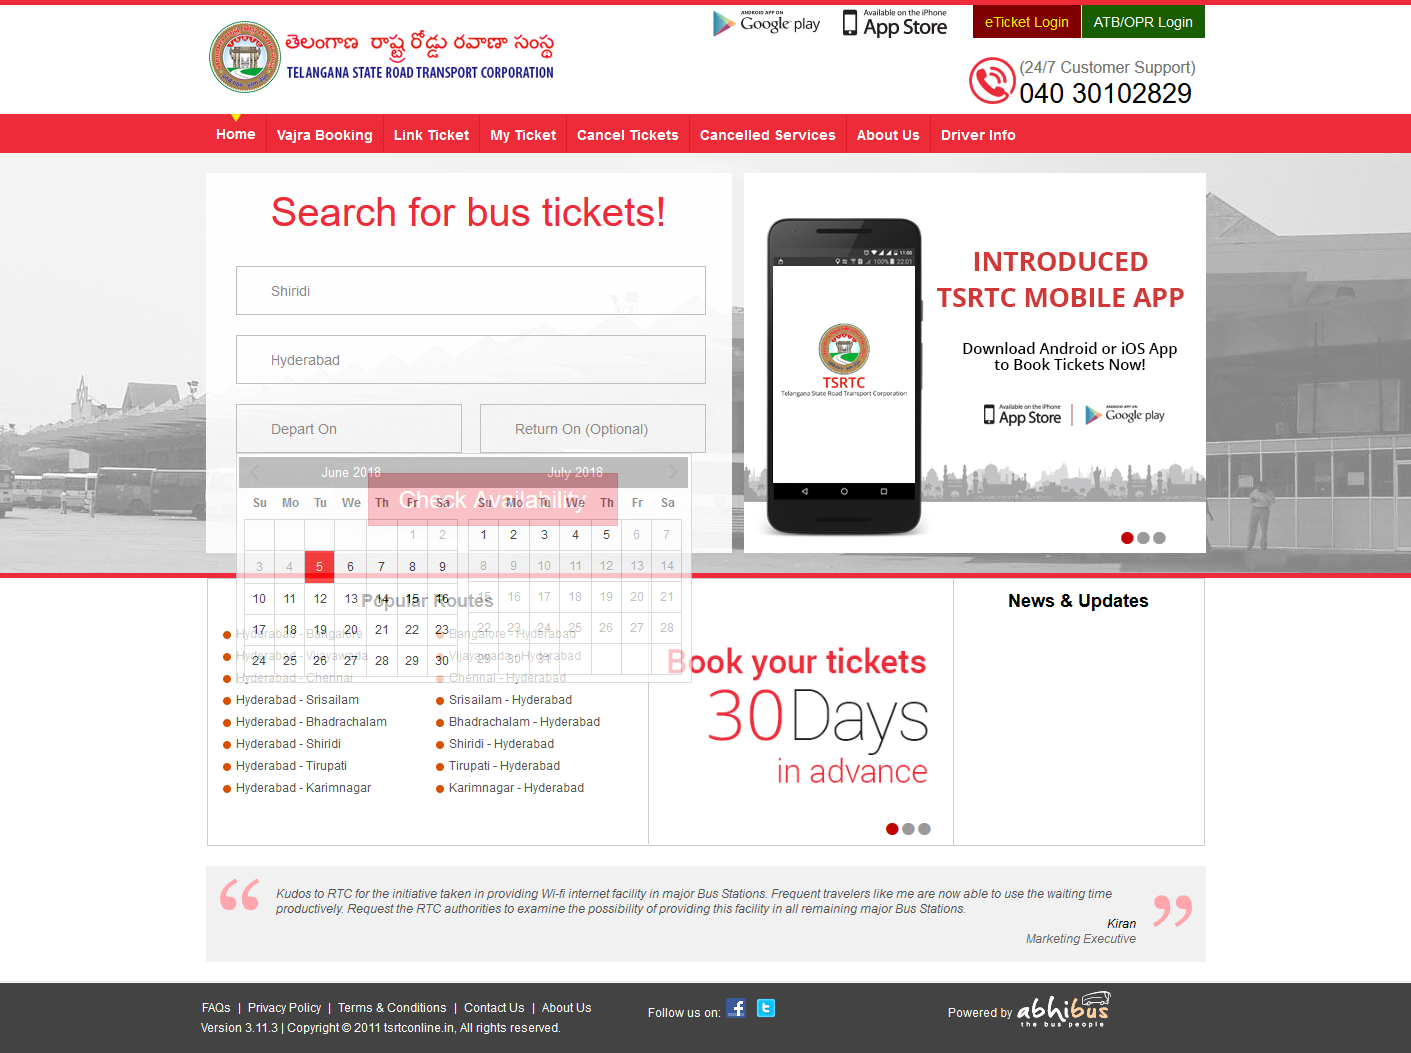 ANDROID APP ON
Google play
Available on the iPhone
App Store
eTicket Login
ATB/OPR Login
తెలంగాణ రాష్ట్ర రోడ్డు రవాణా సంస్థ
TELANGANA STATE ROAD TRANSPORT CORPORATION
(24/7 Customer Support)
040 30102829
Home
Vajra Booking
Link Ticket
My Ticket
Cancel Tickets
Cancelled Services
About Us
Driver Info
Search for bus tickets!
Shiridi
Hyderabad
Depart On
Return On (Optional)
June 2018
July 2018
Check Availability
Su Mo Tu We Th Fr Sa
Su Mo Tu We Th Fr Sa
1 2
1 2 3 4 5 6 7
3 4 5 6 7 8 9
8 9 10 11 12 13 14
10 11 12 13 14 15 16
15 16 17 18 19 20 21
17 18 19 20 21 22 23
22 23 24 25 26 27 28
24 25 26 27 28 29 30
29 30 31
100% 22:01
TSRTC
Telangana State Road Transport Corporation
INTRODUCED
TSRTC MOBILE APP
Download Android or iOS App
to Book Tickets Now!
Available on the iPhone
App Store
ANDROID APP ON
Google play
Popular Routes
Hyderabad - Bangalore
Bangalore - Hyderabad
Hyderabad - Vijayawada
Vijayawada - Hyderabad
Hyderabad - Chennai
Chennai - Hyderabad
Hyderabad - Srisailam
Srisailam - Hyderabad
Hyderabad - Bhadrachalam
Bhadrachalam - Hyderabad
Hyderabad - Shiridi
Shiridi - Hyderabad
Hyderabad - Tirupati
Tirupati - Hyderabad
Hyderabad - Karimnagar
Karimnagar - Hyderabad
Book your tickets
30 Days
in advance
News & Updates
Kudos to RTC for the initiative taken in providing Wi-fi internet facility in major Bus Stations. Frequent travelers like me are now able to use the waiting time
productively. Request the RTC authorities to examine the possibility of providing this facility in all remaining major Bus Stations.
Kiran
Marketing Executive
FAQs | Privacy Policy | Terms & Conditions | Contact Us | About Us
Version 3.11.3 | Copyright © 2011 tsrtconline.in, All rights reserved.
Follow us on:
Powered by abhibus
the bus people